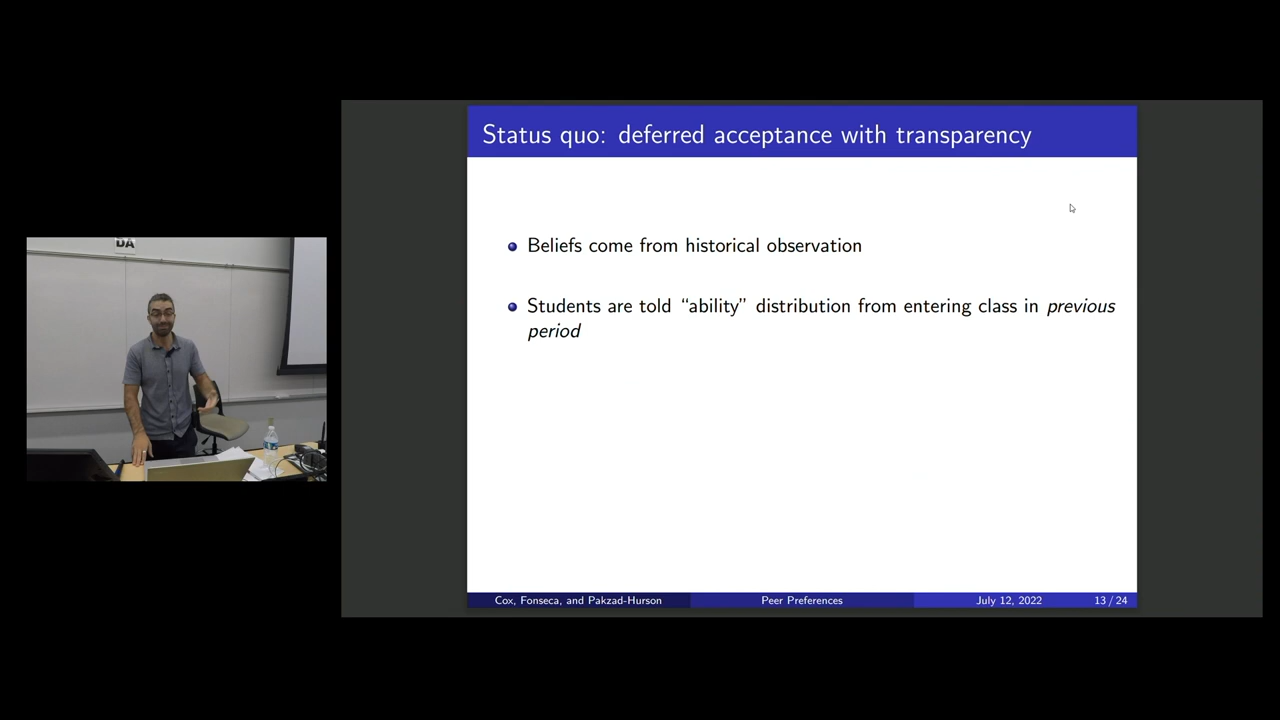 DA
Status quo: deferred acceptance with transparency
Beliefs come from historical observation
Students are told “ability” distribution from entering class in previous
period
Cox, Fonseca, and Pakzad-Hurson Peer Preferences July 12, 2022 13 / 24